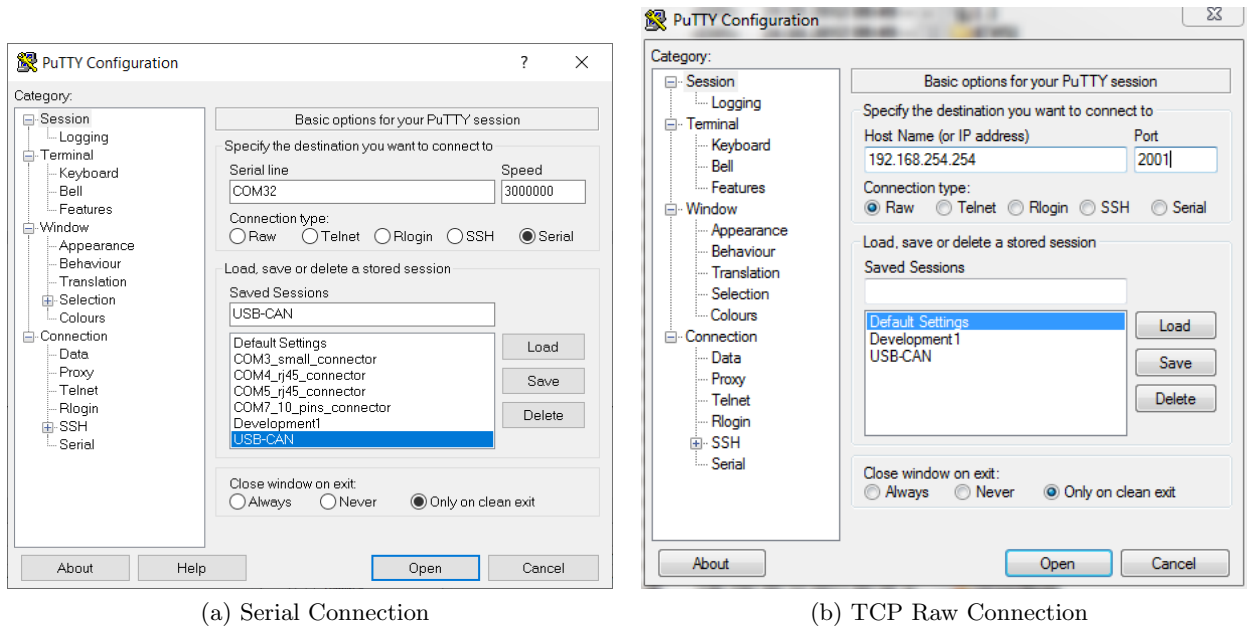 PuTTY Configuration
?
Category:
Session
Logging
Terminal
Keyboard
Bell
Features
Window
Appearance
Behaviour
Translation
Selection
Colours
Connection
Data
Proxy
Telnet
Rlogin
SSH
Serial
Basic options for your PuTTY session
Specify the destination you want to connect to
Serial line Speed
COM32 3000000
Connection type:
Raw Telnet Rlogin SSH Serial
Load, save or delete a stored session
Saved Sessions
USB-CAN
Default Settings
COM3_small_connector
COM4_rj45_connector
COM5_rj45_connector
COM7_10_pins_connector
Development1
USB-CAN
Load
Save
Delete
Close window on exit:
Always Never Only on clean exit
About Help Open Cancel
(a) Serial Connection
PuTTY Configuration
Category:
Session
Logging
Terminal
Keyboard
Bell
Features
Window
Appearance
Behaviour
Translation
Selection
Colours
Connection
Data
Proxy
Telnet
Rlogin
SSH
Serial
Basic options for your PuTTY session
Specify the destination you want to connect to
Host Name (or IP address) Port
192.168.254.254 2001
Connection type:
Raw Telnet Rlogin SSH Serial
Load, save or delete a stored session
Saved Sessions
Default Settings
Development1
USB-CAN
Load
Save
Delete
Close window on exit:
Always Never Only on clean exit
About Open Cancel
(b) TCP Raw Connection